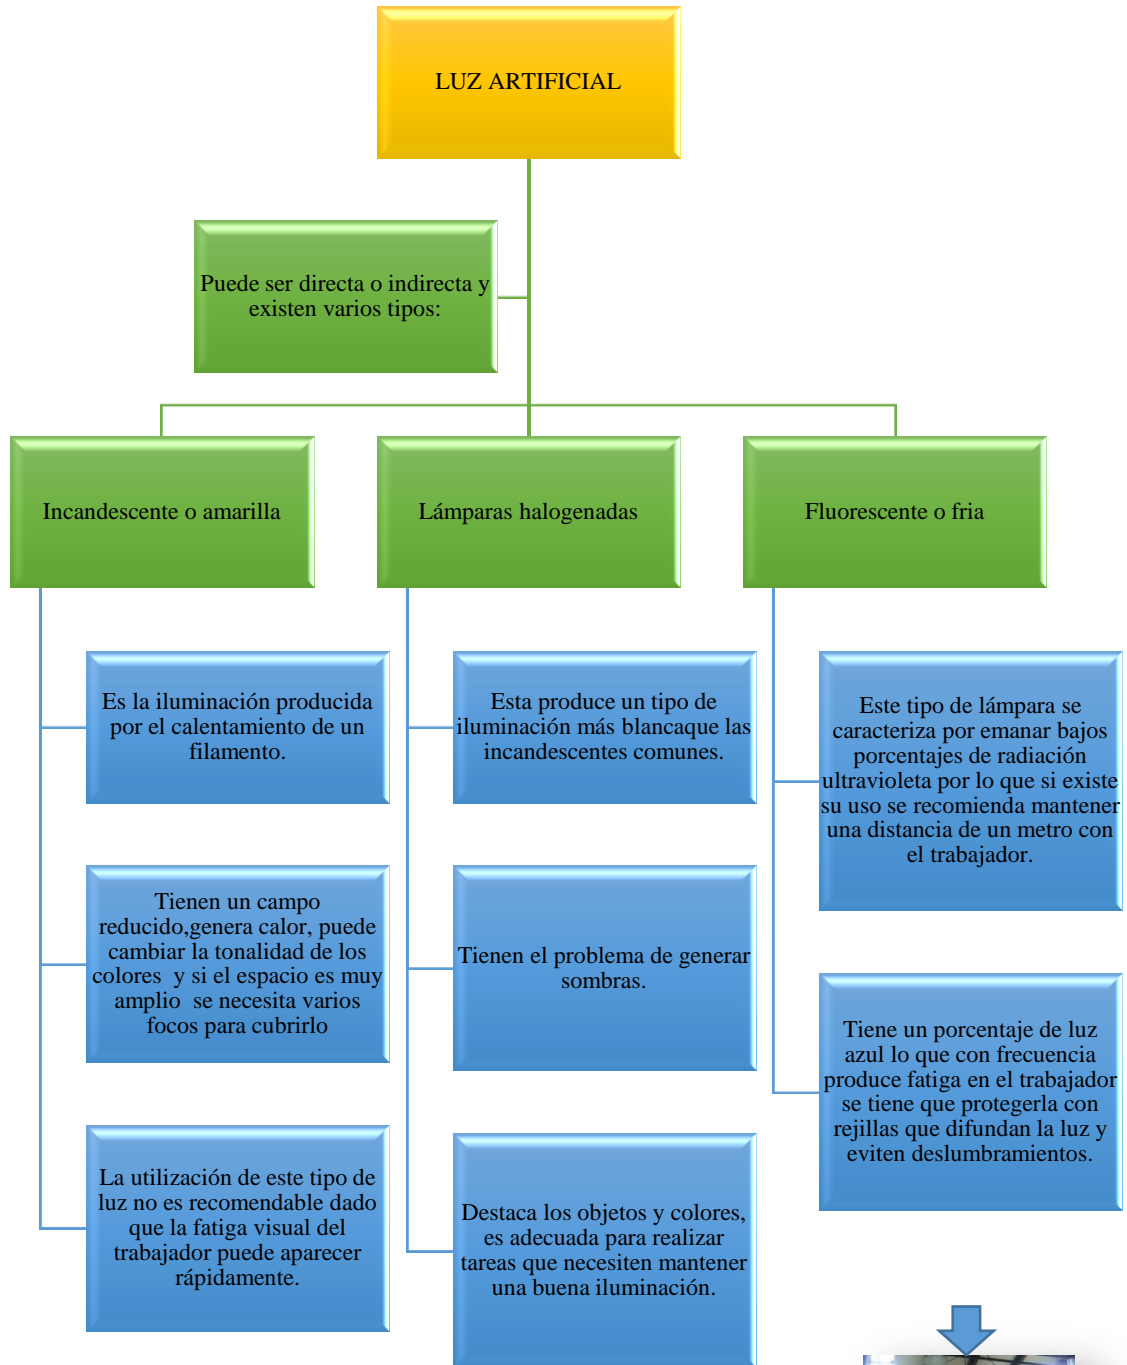 LUZ ARTIFICIAL
Puede ser directa o indirecta y
existen varios tipos:
Incandescente o amarilla
Es la iluminación producida
por el calentamiento de un
filamento.
Tienen un campo
reducido,genera calor, puede
cambiar la tonalidad de los
colores y si el espacio es muy
amplio se necesita varios
focos para cubrirlo
La utilización de este tipo de
luz no es recomendable dado
que la fatiga visual del
trabajador puede aparecer
rápidamente.
Lámparas halogenadas
Esta produce un tipo de
iluminación más blancaque las
incandescentes comunes.
Tienen el problema de generar
sombras.
Destaca los objetos y colores,
es adecuada para realizar
tareas que necesiten mantener
una buena iluminación.
Fluorescente o fria
Este tipo de lámpara se
caracteriza por emanar bajos
porcentajes de radiación
ultravioleta por lo que si existe
su uso se recomienda mantener
una distancia de un metro con
el trabajador.
Tiene un porcentaje de luz
azul lo que con frecuencia
produce fatiga en el trabajador
se tiene que protegerla con
rejillas que difundan la luz y
eviten deslumbramientos.